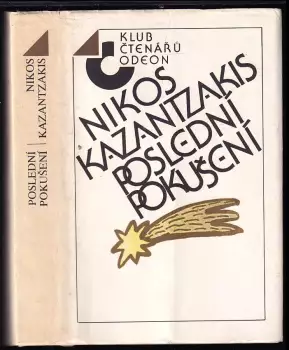 POSLEDNÍ
POKUŠENÍ
NIKOS
KAZANTZAKIS
KLUB
ČTENÁŘŮ
ODEON
NIKOS
KAZANTZAKIS
POSLEDNÍ
POKUŠENÍ